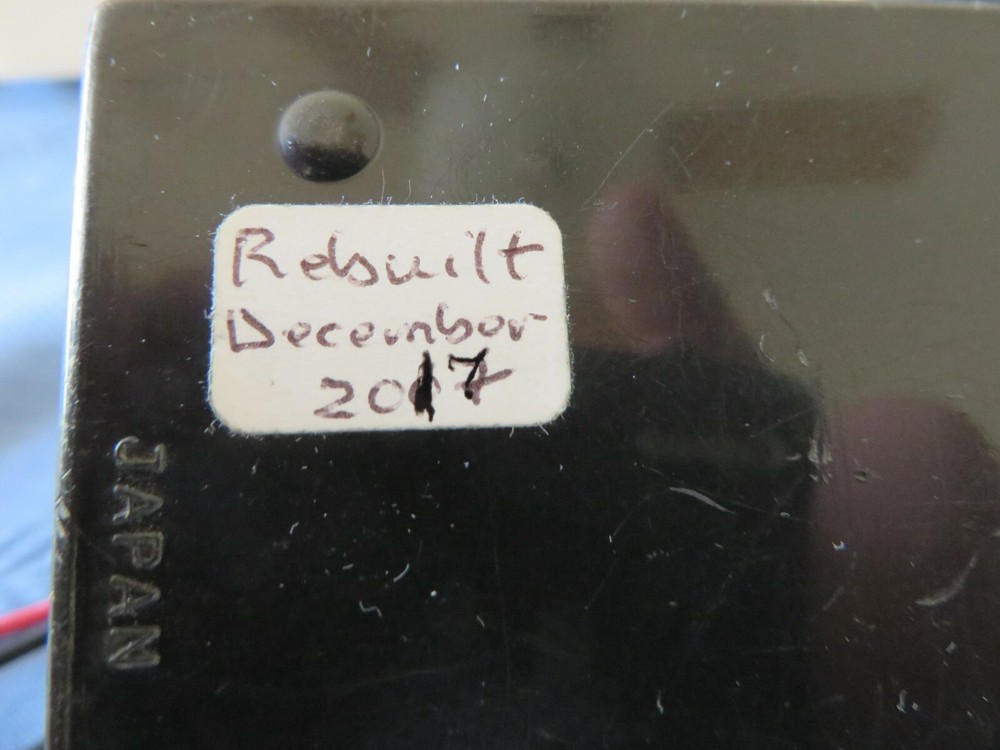 Rebuilt
December
2017
JAPAN